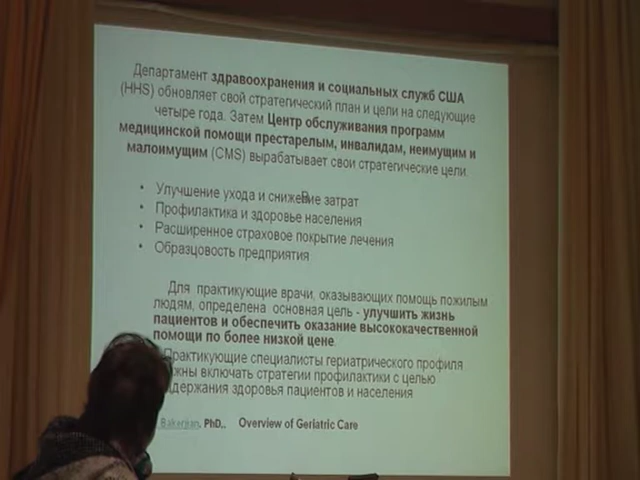 Департамент здравоохранения и социальных служб США
(HHS) обновляет свой стратегический план и цели на следующие
четыре года. Затем Центр обслуживания программ
медицинской помощи престарелым, инвалидам, неимущим и
малоимущим (CMS) вырабатывает свои стратегические цели.
• Улучшение ухода и снижение затрат
• Профилактика и здоровье населения
• Расширенное страховое покрытие лечения
• Образцовость предприятия
Для практикующие врачи, оказывающих помощь пожилым
людям, определена основная цель - улучшить жизнь
пациентов и обеспечить оказание высококачественной
помощи по более низкой цене.
Практикующие специалисты гериатрического профиля
включать стратегии профилактики с целью
здоровья пациентов и населения
PhD., Overview of Geriatric Care